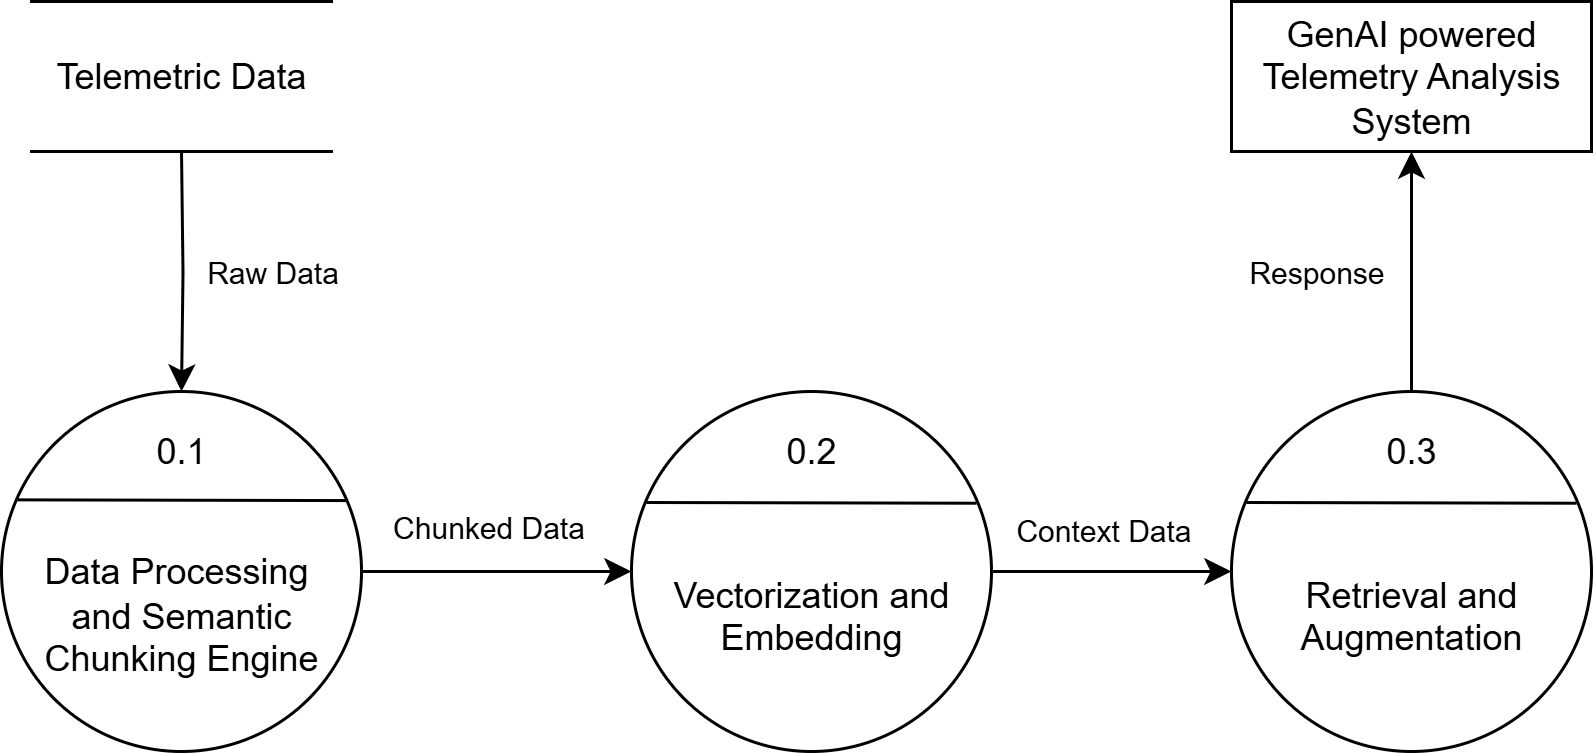 Telemetric Data
GenAI powered
Telemetry Analysis
System
Raw Data
Response
0.1
0.2
0.3
Chunked Data
Context Data
Data Processing
and Semantic
Chunking Engine
Vectorization and
Embedding
Retrieval and
Augmentation